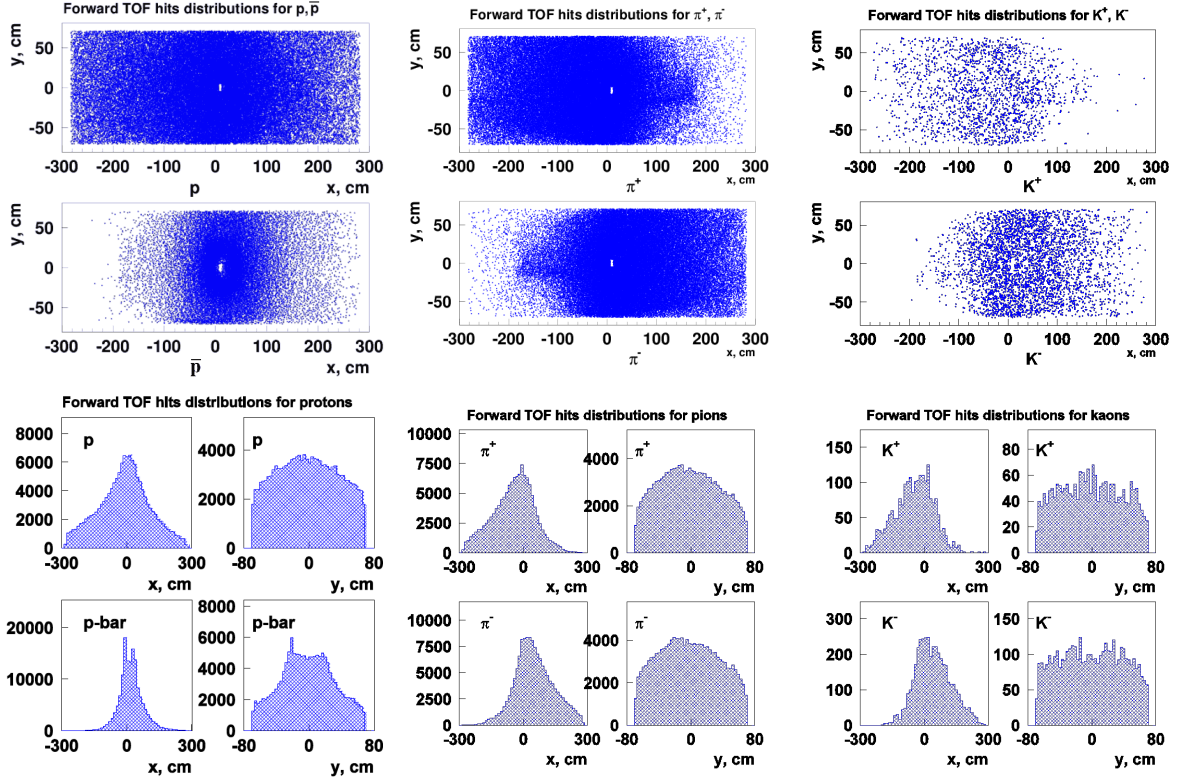 Forward TOF hits distributions for p,p̅
y, cm
50
0
-50
-300 -200 -100 0 100 200 300
p x, cm
y, cm
50
0
-50
-300 -200 -100 0 100 200 300
p̅ x, cm
Forward TOF hits distributions for π⁺, π⁻
y, cm
50
0
-50
-300 -200 -100 0 100 200 300
π⁺ x, cm
y, cm
50
0
-50
-300 -200 -100 0 100 200 300
π⁻ x, cm
Forward TOF hits distributions for K⁺, K⁻
y, cm
50
0
-50
-300 -200 -100 0 100 200 300
K⁺ x, cm
y, cm
50
0
-50
-300 -200 -100 0 100 200 300
K⁻ x, cm
Forward TOF hits distributions for protons
8000
6000
4000
2000
0
p
-300 0 300
x, cm
4000
2000
0
p
-80 0 80
y, cm
20000
10000
0
p-bar
-300 0 300
x, cm
8000
6000
4000
2000
0
p-bar
-80 0 80
y, cm
Forward TOF hits distributions for pions
10000
7500
5000
2500
0
π⁺
-300 0 300
x, cm
4000
2000
0
π⁺
-80 0 80
y, cm
10000
7500
5000
2500
0
π⁻
-300 0 300
x, cm
4000
2000
0
π⁻
-80 0 80
y, cm
Forward TOF hits distributions for kaons
150
100
50
0
K⁺
-300 0 300
x, cm
80
60
40
20
0
K⁺
-80 0 80
y, cm
300
200
100
0
K⁻
-300 0 300
x, cm
150
125
100
75
50
25
0
K⁻
-80 0 80
y, cm